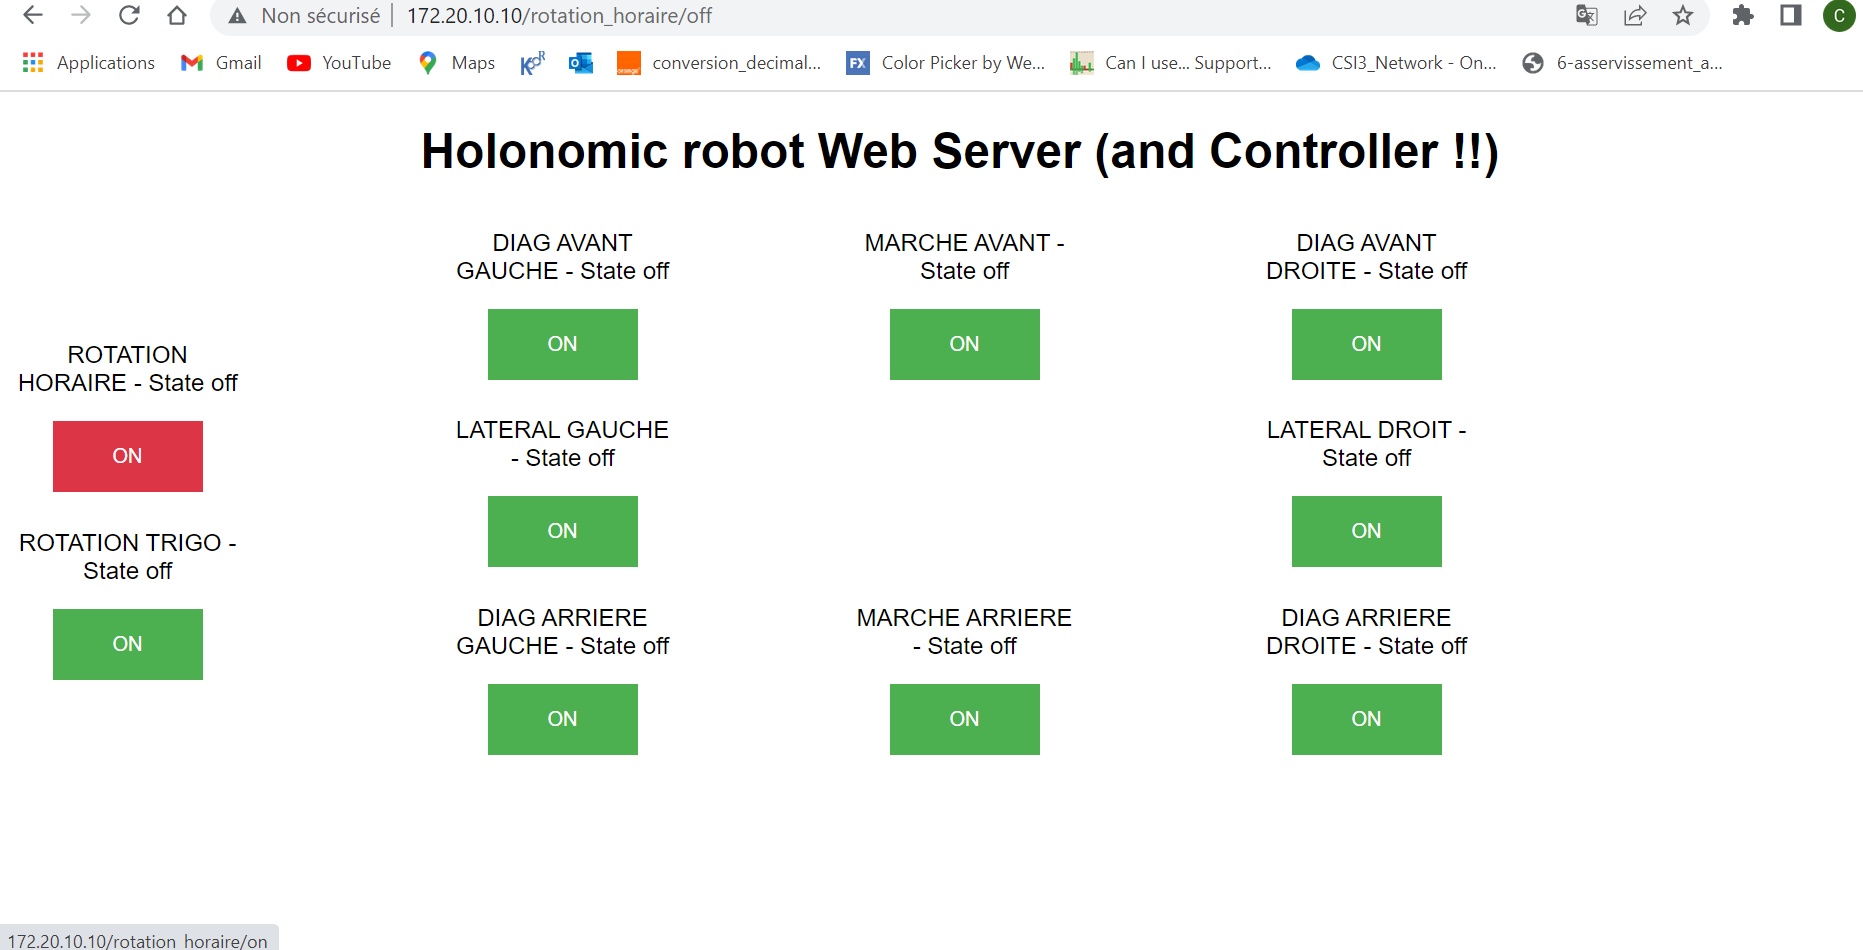 Non sécurisé | 172.20.10.10/rotation_horaire/off
C
Applications Gmail YouTube Maps conversion_decimal... FX Color Picker by We... Can I use... Support... CSI3_Network - On... 6-asservissement_a...
Holonomic robot Web Server (and Controller !!)
DIAG AVANT
GAUCHE - State off
ON
MARCHE AVANT -
State off
ON
DIAG AVANT
DROITE - State off
ON
ROTATION
HORAIRE - State off
ON
LATERAL GAUCHE
- State off
ON
LATERAL DROIT -
State off
ON
ROTATION TRIGO -
State off
ON
DIAG ARRIERE
GAUCHE - State off
ON
MARCHE ARRIERE
- State off
ON
DIAG ARRIERE
DROITE - State off
ON
172.20.10.10/rotation_horaire/on